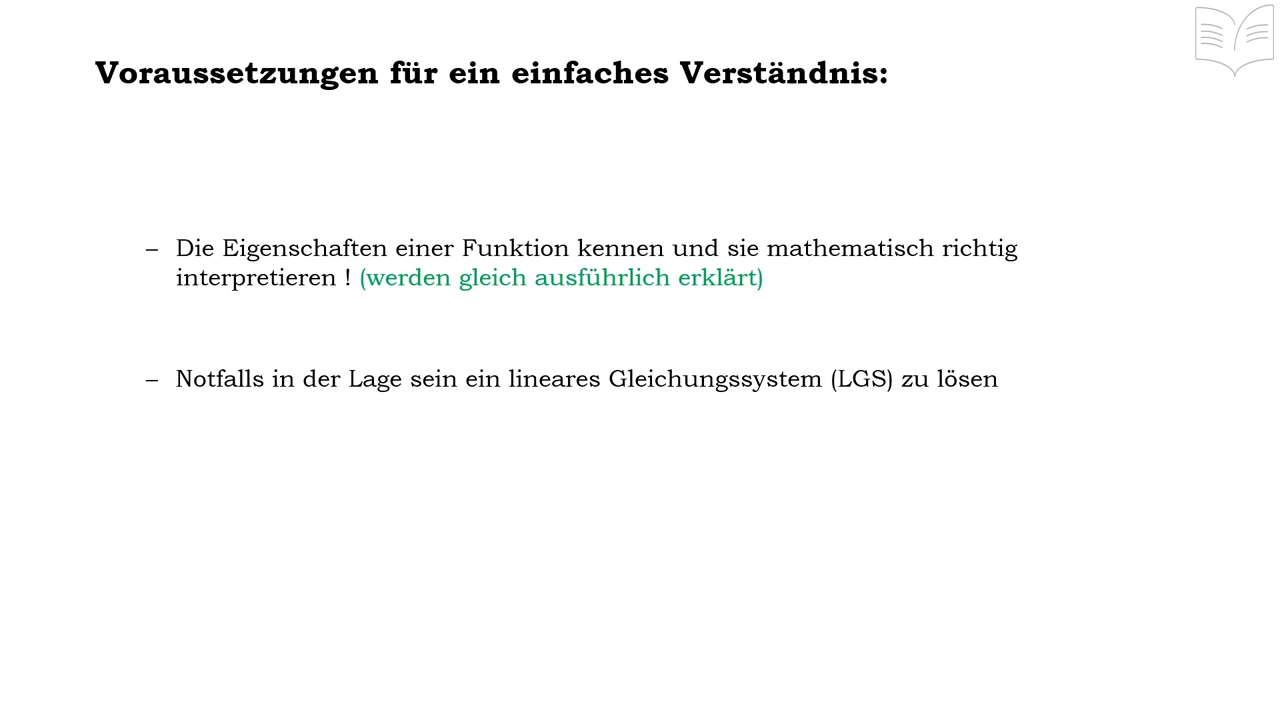 Voraussetzungen für ein einfaches Verständnis:
– Die Eigenschaften einer Funktion kennen und sie mathematisch richtig
interpretieren ! (werden gleich ausführlich erklärt)
– Notfalls in der Lage sein ein lineares Gleichungssystem (LGS) zu lösen